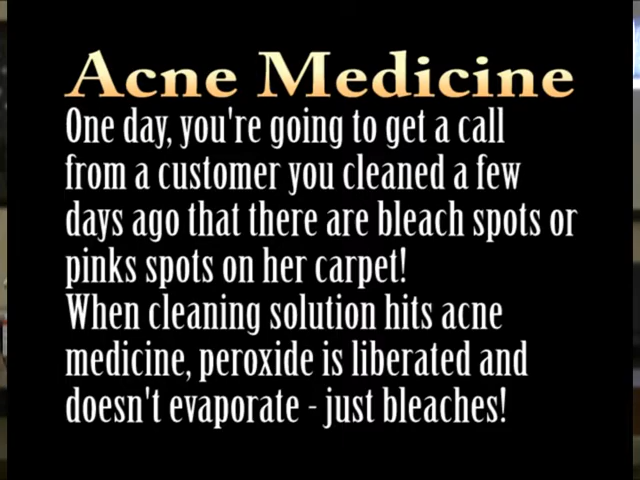 Acne Medicine
One day, you're going to get a call
from a customer you cleaned a few
days ago that there are bleach spots or
pinks spots on her carpet!
When cleaning solution hits acne
medicine, peroxide is liberated and
doesn't evaporate - just bleaches!